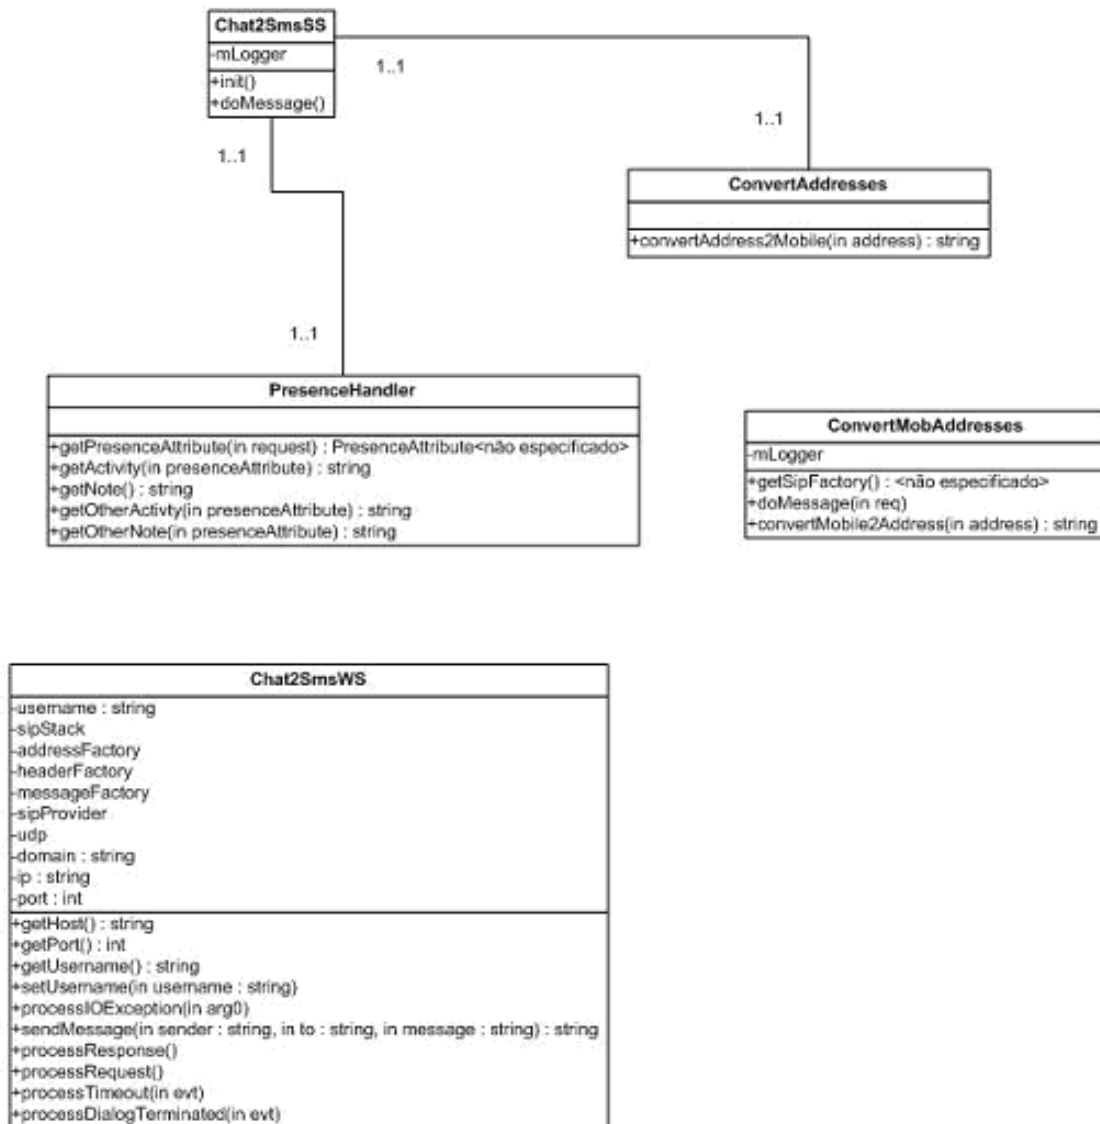 Chat2SmsSS
-mLogger
+init()
+doMessage()
1..1
1..1
1..1
ConvertAddresses
+convertAddress2Mobile(in address) : string
1..1
PresenceHandler
+getPresenceAttribute(in request) : PresenceAttribute<não especificado>
+getActivity(in presenceAttribute) : string
+getNote() : string
+getOtherActivty(in presenceAttribute) : string
+getOtherNote(in presenceAttribute) : string
ConvertMobAddresses
-mLogger
+getSipFactory() : <não especificado>
+doMessage(in req)
+convertMobile2Address(in address) : string
Chat2SmsWS
-username : string
-sipStack
-addressFactory
-headerFactory
-messageFactory
-sipProvider
-udp
-domain : string
-ip : string
-port : int
+getHost() : string
+getPort() : int
+getUsername() : string
+setUsername(in username : string)
+processIOException(in arg0)
+sendMessage(in sender : string, in to : string, in message : string) : string
+processResponse()
+processRequest()
+processTimeout(in evt)
+processDialogTerminated(in evt)